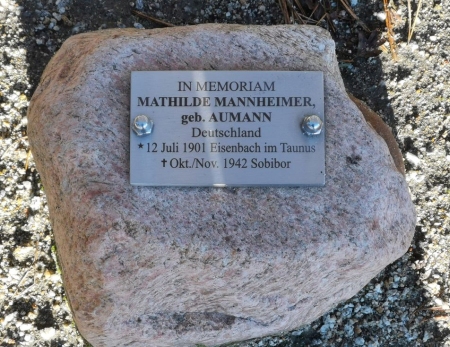 IN MEMORIAM
MATHILDE MANNHEIMER,
geb. AUMANN
Deutschland
* 12 Juli 1901 Eisenbach im Taunus
✝ Okt./Nov. 1942 Sobibor